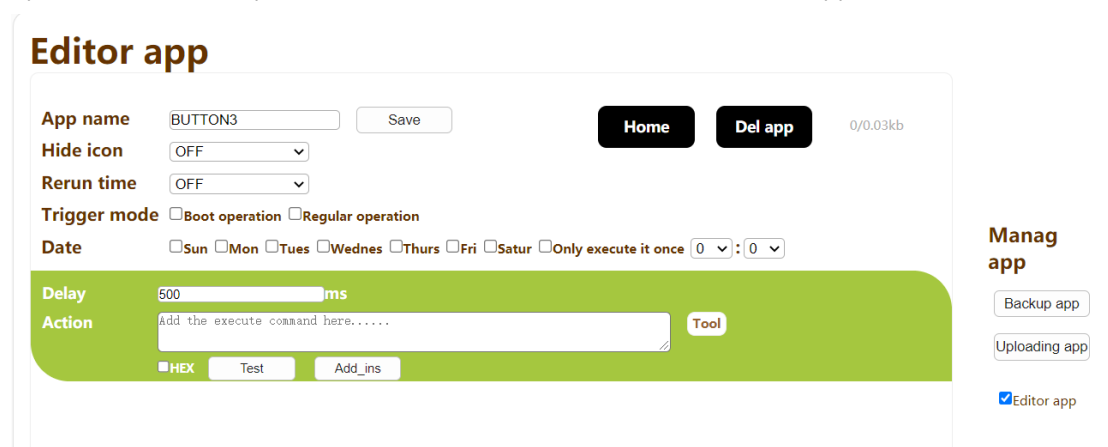 Editor app
App name BUTTON3 Save Home Del app 0/0.03kb
Hide icon OFF
Rerun time OFF
Trigger mode Boot operation Regular operation
Date Sun Mon Tues Wednes Thurs Fri Satur Only execute it once 0 : 0
Delay 500 ms
Action Add the execute command here...... Tool
HEX Test Add_ins
Manag
app
Backup app
Uploading app
Editor app